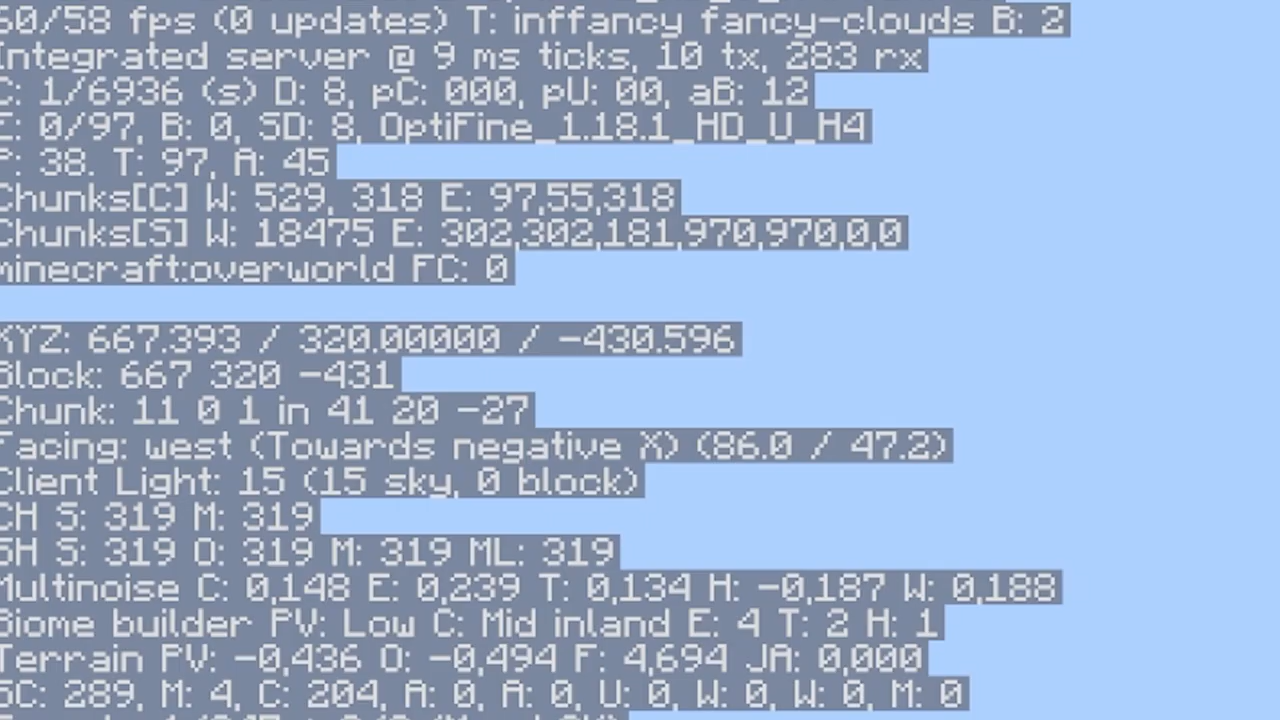 60/58 fps (0 updates) T: inffancy fancy-clouds B: 2
Integrated server @ 9 ms ticks, 10 tx, 283 rx
C: 1/6936 (s) D: 8, pC: 000, pU: 00, aB: 12
E: 0/97, B: 0, SD: 8, OptiFine_1.18.1_HD_U_H4
P: 38. T: 97, A: 45
Chunks[C] W: 529, 318 E: 97,55,318
Chunks[S] W: 18475 E: 302,302,181,970,970,0,0
minecraft:overworld FC: 0
XYZ: 667.393 / 320.00000 / -430.596
Block: 667 320 -431
Chunk: 11 0 1 in 41 20 -27
Facing: west (Towards negative X) (86.0 / 47.2)
Client Light: 15 (15 sky, 0 block)
CH S: 319 M: 319
SH S: 319 O: 319 M: 319 ML: 319
Multinoise C: 0,148 E: 0,239 T: 0,134 H: -0,187 W: 0,188
Biome builder PV: Low C: Mid inland E: 4 T: 2 H: 1
Terrain PV: -0,436 O: -0,494 F: 4,694 JA: 0,000
SC: 289, M: 4, C: 204, A: 0, A: 0, U: 0, W: 0, W: 0, M: 0